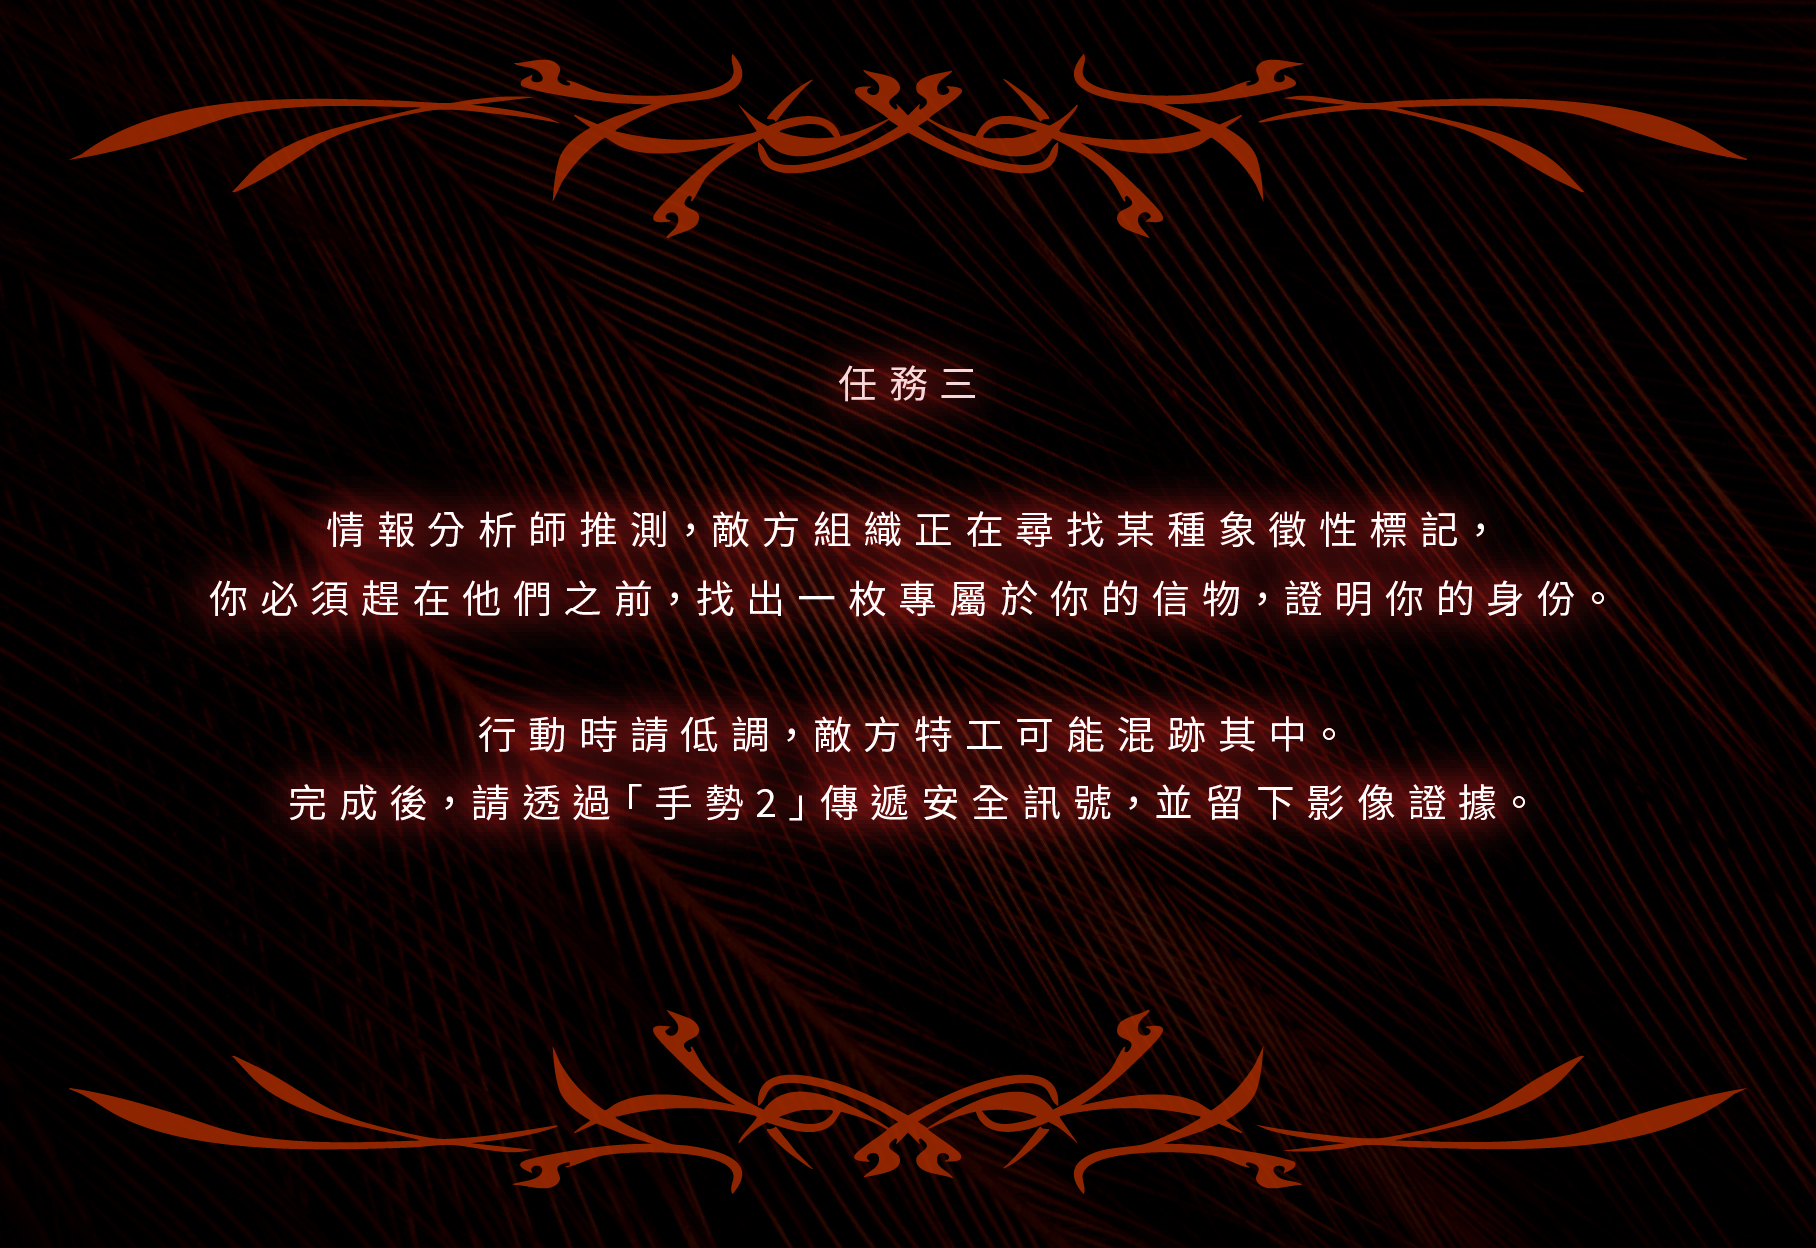 任務三
情報分析師推測，敵方組織正在尋找某種象徵性標記，
你必須趕在他們之前，找出一枚專屬於你的信物，證明你的身份。
行動時請低調，敵方特工可能混跡其中。
完成後，請透過「手勢2」傳遞安全訊號，並留下影像證據。